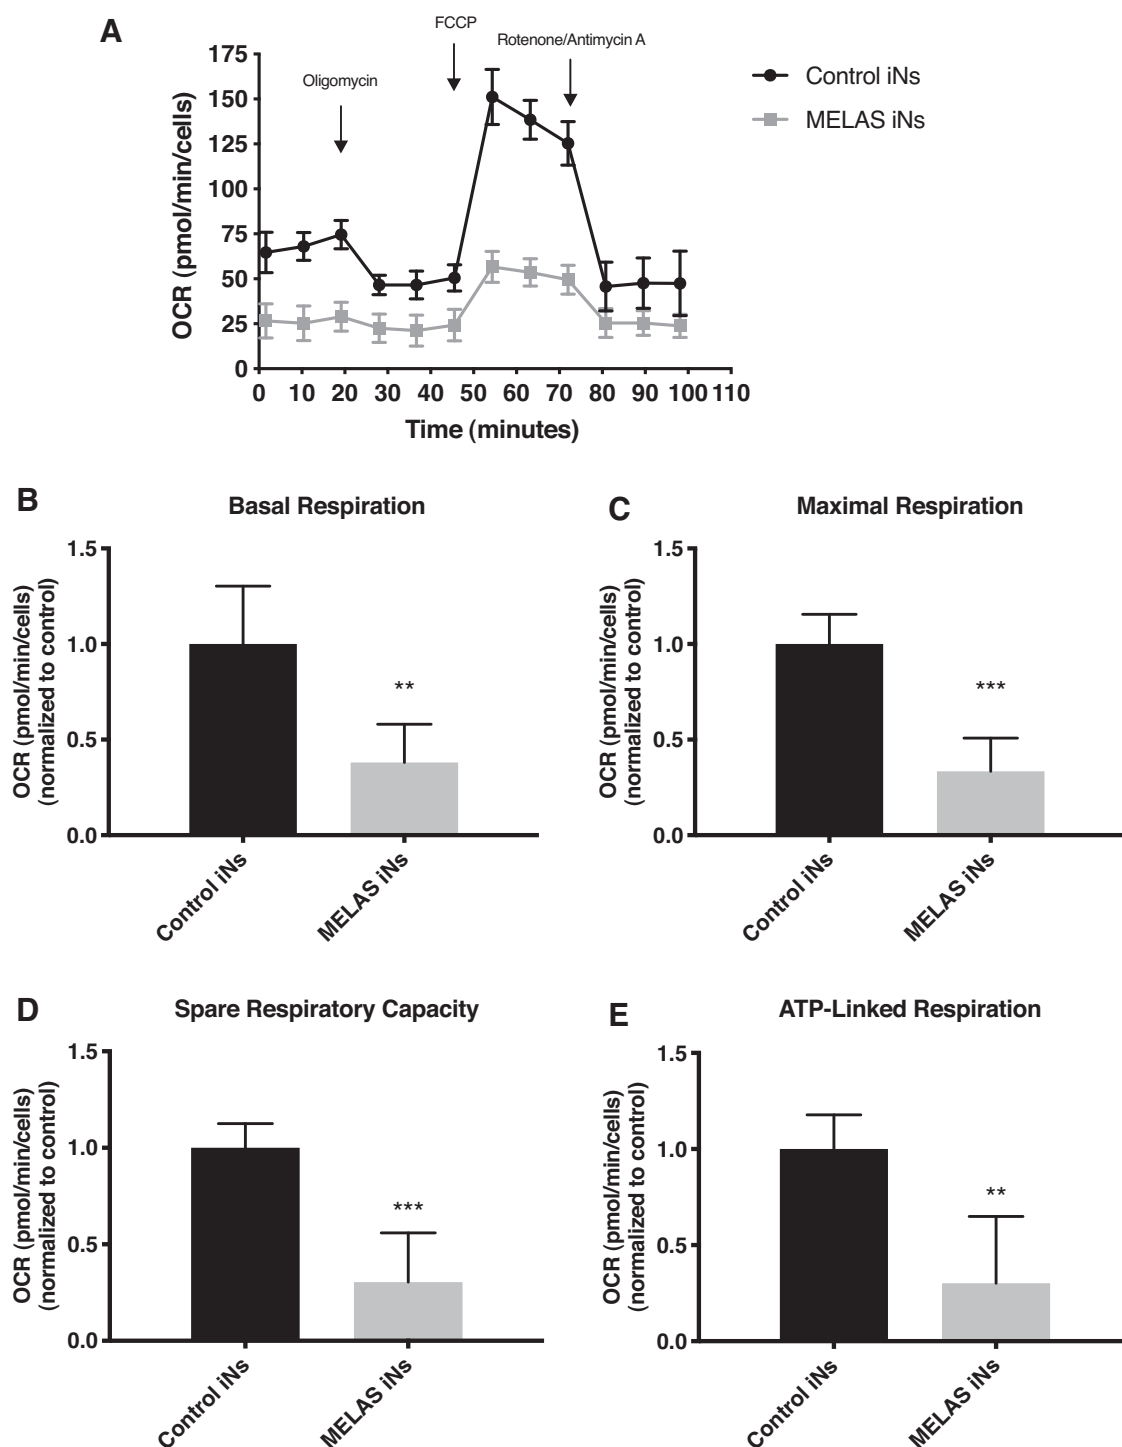 A
FCCP
Rotenone/Antimycin A
Oligomycin
175
150
125
100
75
50
25
0
OCR (pmol/min/cells)
0 10 20 30 40 50 60 70 80 90 100 110
Time (minutes)
Control iNs
MELAS iNs
B
Basal Respiration
1.5
1.0
0.5
0.0
OCR (pmol/min/cells)
(normalized to control)
**
Control iNs
MELAS iNs
C
Maximal Respiration
1.5
1.0
0.5
0.0
OCR (pmol/min/cells)
(normalized to control)
***
Control iNs
MELAS iNs
D
Spare Respiratory Capacity
1.5
1.0
0.5
0.0
OCR (pmol/min/cells)
(normalized to control)
***
Control iNs
MELAS iNs
E
ATP-Linked Respiration
1.5
1.0
0.5
0.0
OCR (pmol/min/cells)
(normalized to control)
**
Control iNs
MELAS iNs